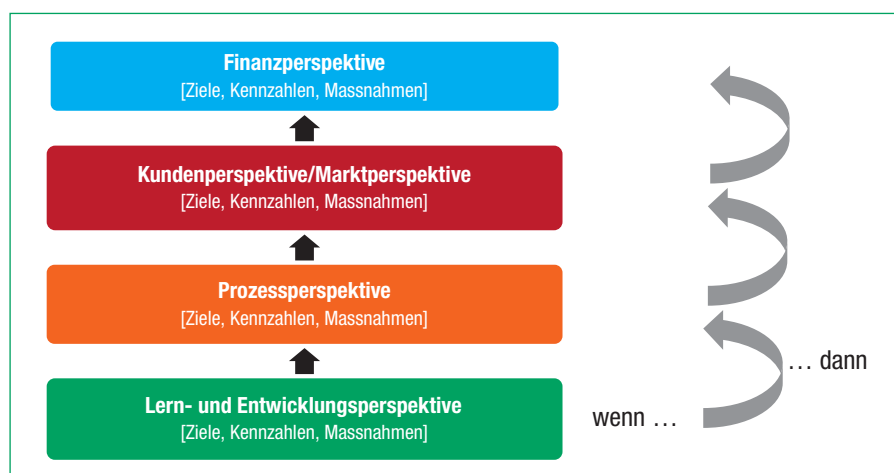 Finanzperspektive
[Ziele, Kennzahlen, Massnahmen]
Kundenperspektive/Marktperspektive
[Ziele, Kennzahlen, Massnahmen]
Prozessperspektive
[Ziele, Kennzahlen, Massnahmen]
… dann
Lern- und Entwicklungsperspektive
[Ziele, Kennzahlen, Massnahmen]
wenn …